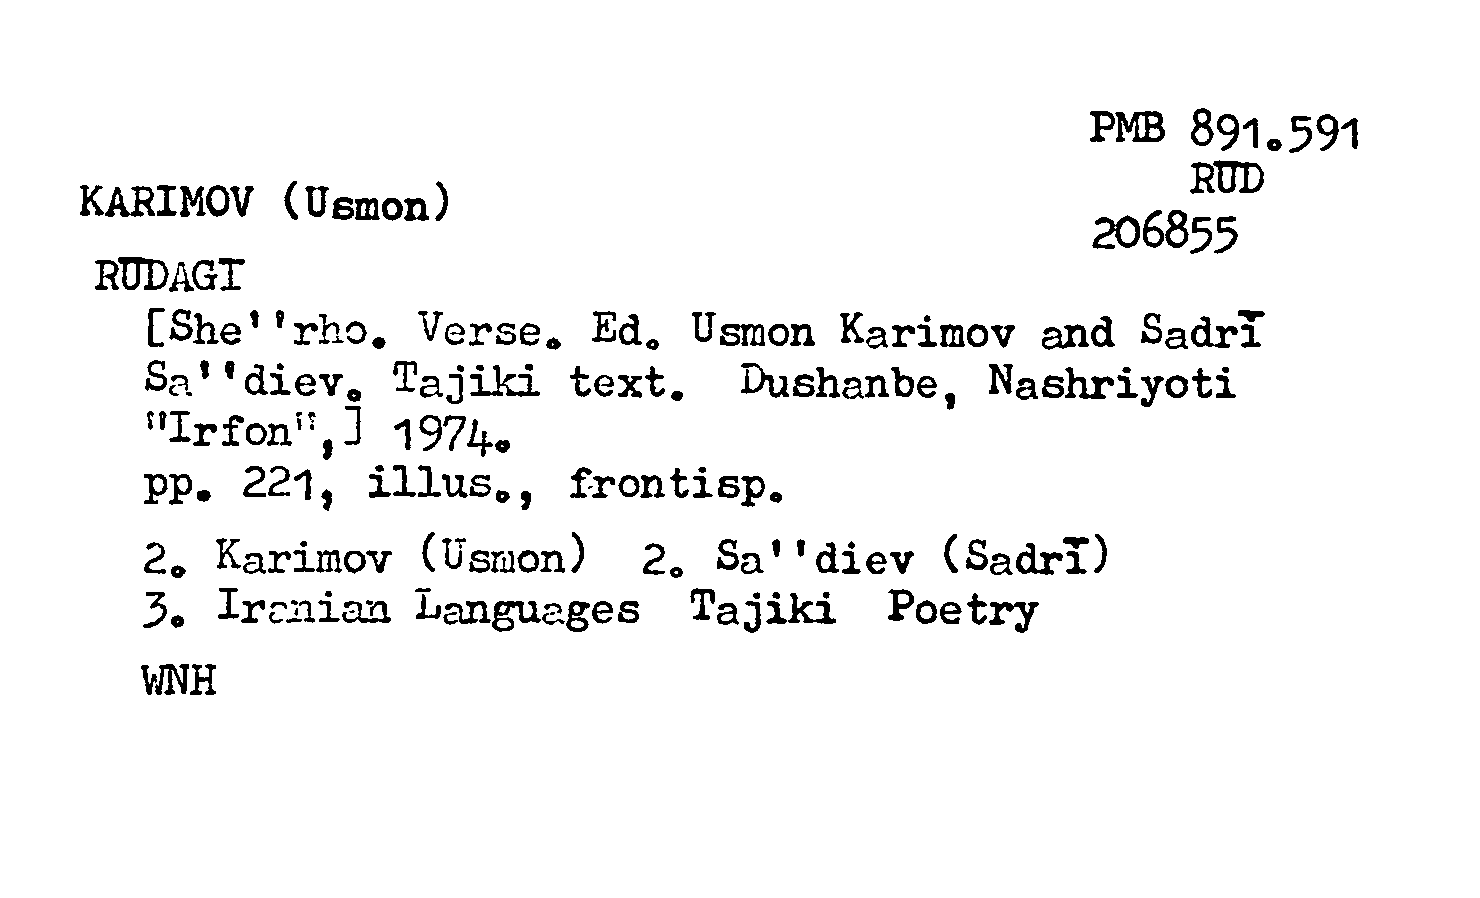 PMB 891.591
RŪD
206855
KARIMOV (Usmon)
RŪDAGĪ
[She''rho. Verse. Ed. Usmon Karimov and Sadrī
Sa''diev. Tajiki text. Dushanbe, Nashriyoti
"Irfon",] 1974.
pp. 221, illus., frontisp.
2. Karimov (Usmon) 2. Sa''diev (Sadrī)
3. Iranian Languages Tajiki Poetry
WNH